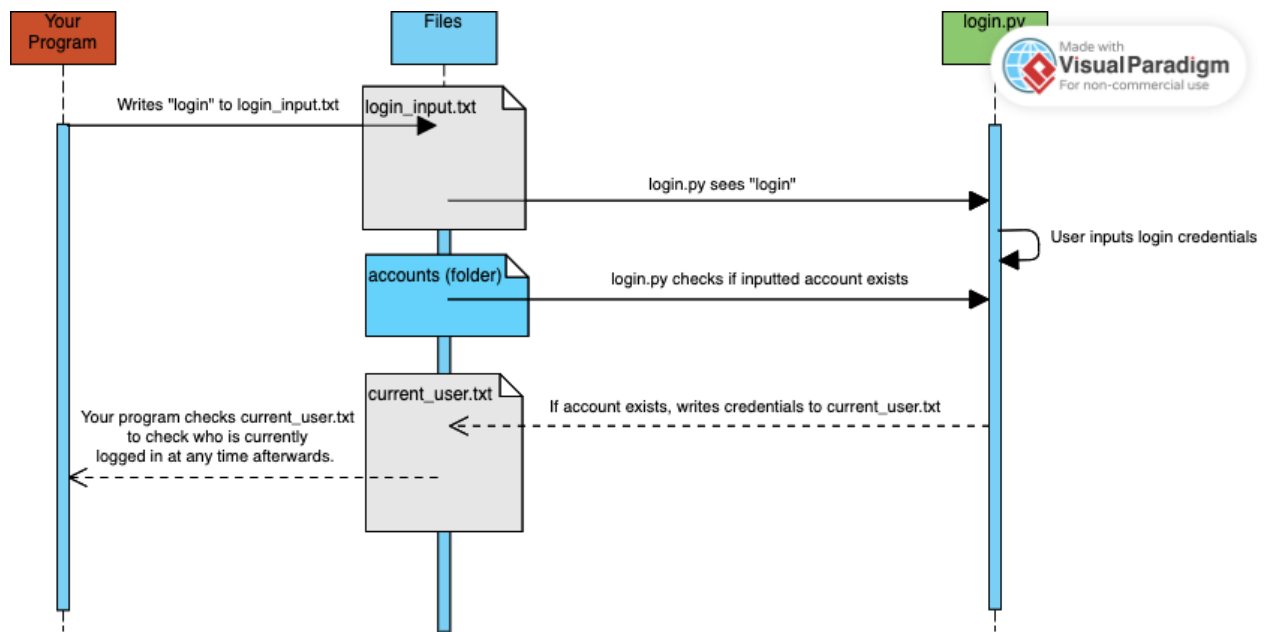 Your
Program
Files
login.py
Made with
Visual Paradigm
For non-commercial use
Writes "login" to login_input.txt
login_input.txt
login.py sees "login"
User inputs login credentials
accounts (folder)
login.py checks if inputted account exists
current_user.txt
If account exists, writes credentials to current_user.txt
Your program checks current_user.txt
to check who is currently
logged in at any time afterwards.